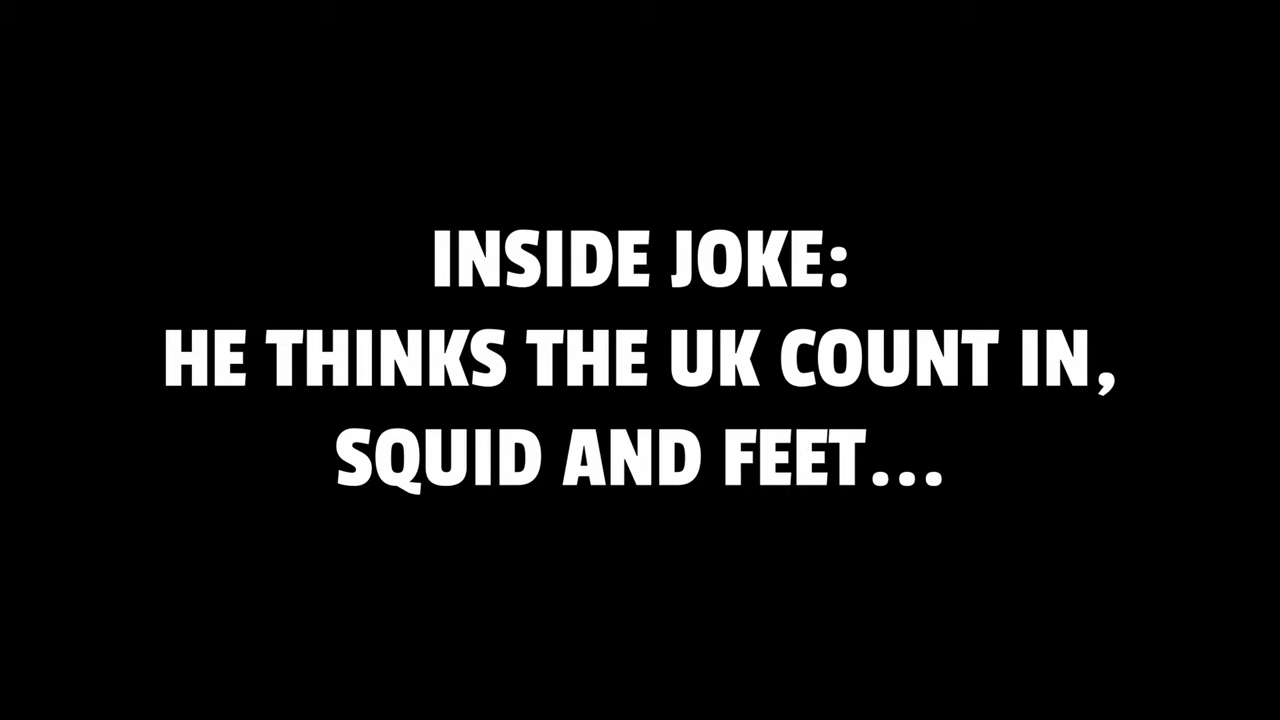 INSIDE JOKE:
HE THINKS THE UK COUNT IN,
SQUID AND FEET...